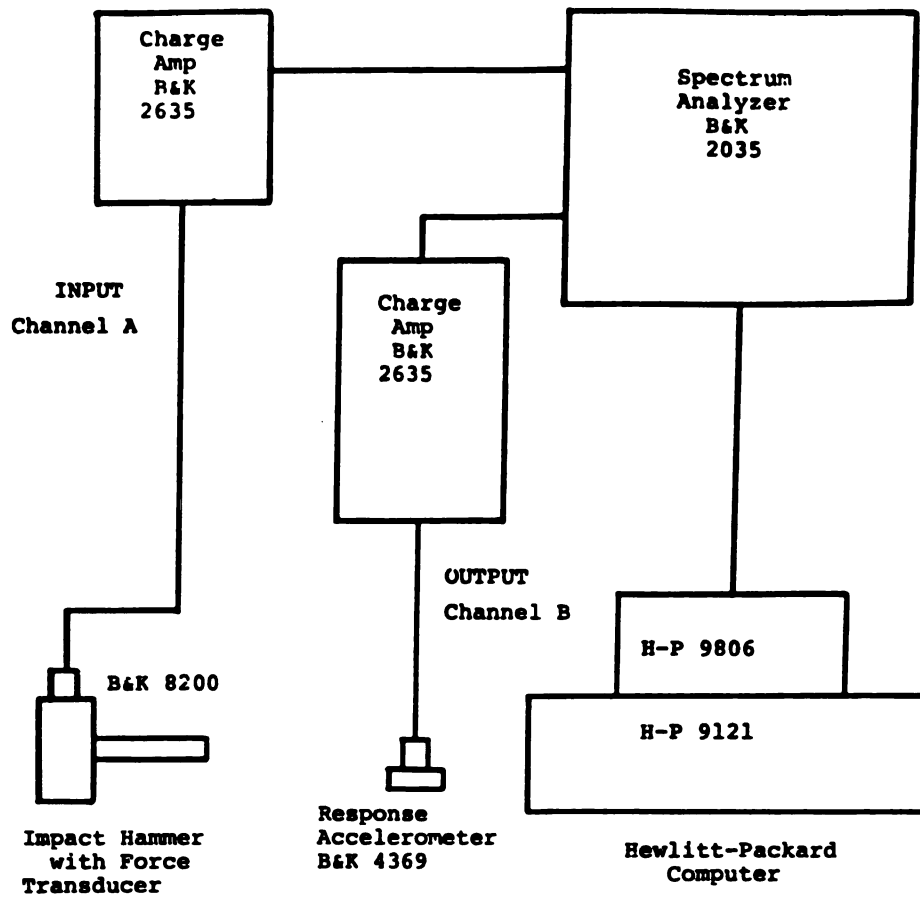 Charge
Amp
B&K
2635
Spectrum
Analyzer
B&K
2035
INPUT
Channel A
Charge
Amp
B&K
2635
OUTPUT
Channel B
H-P 9806
B&K 8200
H-P 9121
Impact Hammer
with Force
Transducer
Response
Accelerometer
B&K 4369
Hewlitt-Packard
Computer